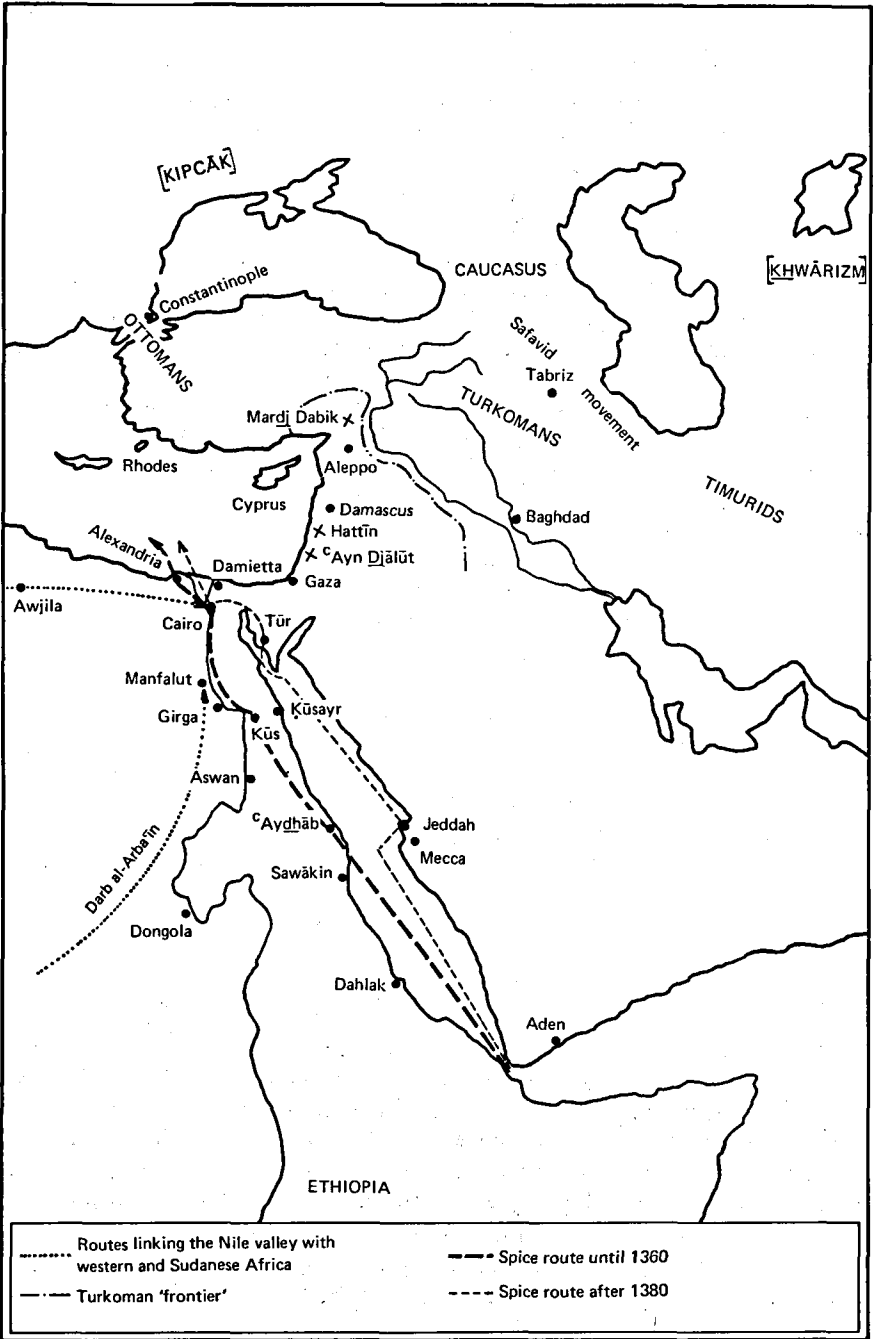 [ḲIPČĀḲ]
[KHWĀRIZM]
CAUCASUS
Constantinople
OTTOMANS
Safavid movement
Tabriz
TURKOMANS
Mardj Dabik
Aleppo
Rhodes
Cyprus
TIMURIDS
Damascus
Baghdad
Hattīn
ᶜAyn Djālūt
Alexandria
Damietta
Gaza
Awjila
Cairo
Tūr
Manfalut
Girga
Kūs
Kūsayr
Aswan
ᶜAydhāb
Jeddah
Mecca
Sawākin
Darb al-Arba'īn
Dongola
Dahlak
Aden
ETHIOPIA
Routes linking the Nile valley with
western and Sudanese Africa
Turkoman 'frontier'
Spice route until 1360
Spice route after 1380